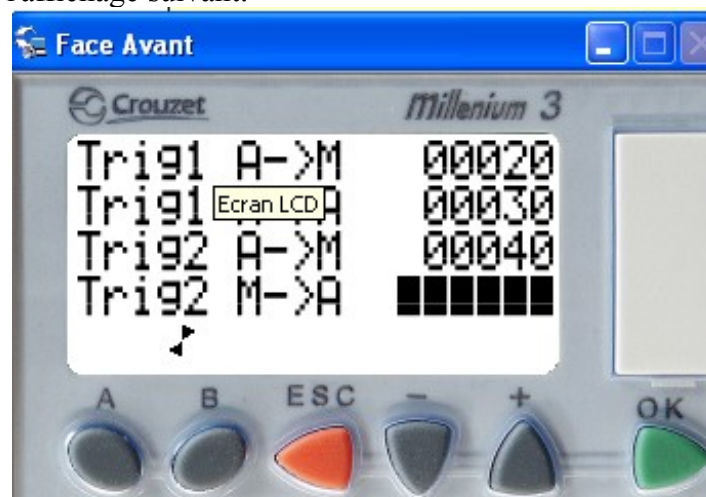 Face Avant
Crouzet Millenium 3
Trig1 A->M 00020
Trig1 A 00030
Ecran LCD
Trig2 A->M 00040
Trig2 M->A
A B ESC - + OK